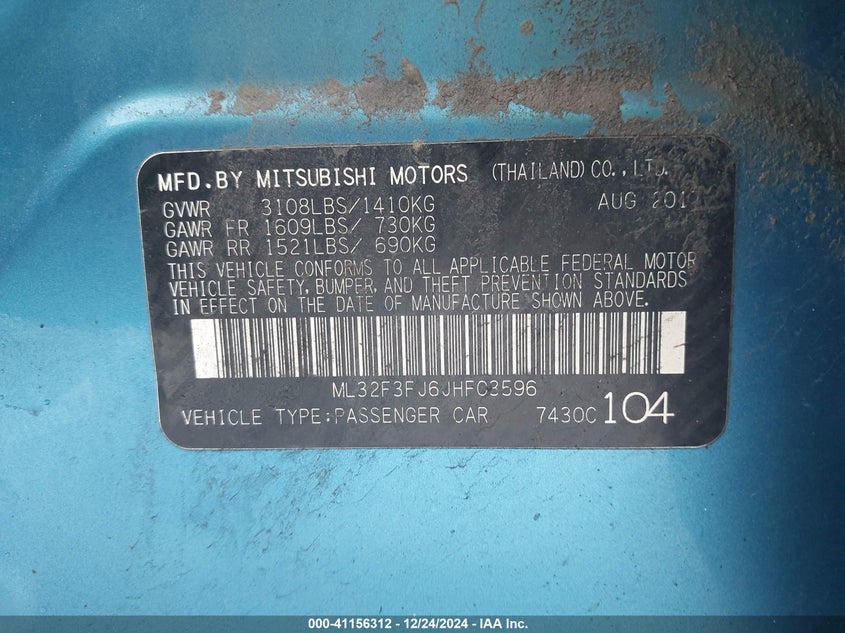 MFD.BY MITSUBISHI MOTORS (THAILAND) CO., LTD.
GVWR 3108LBS/1410KG AUG 201
GAWR FR 1609LBS/ 730KG
GAWR RR 1521LBS/ 690KG
THIS VEHICLE CONFORMS TO ALL APPLICABLE FEDERAL MOTOR
VEHICLE SAFETY, BUMPER, AND THEFT PREVENTION STANDARDS
IN EFFECT ON THE DATE OF MANUFACTURE SHOWN ABOVE.
ML32F3FJ6JHFC3596
VEHICLE TYPE:PASSENGER CAR 7430C 104
000-41156312 - 12/24/2024 - IAA Inc.